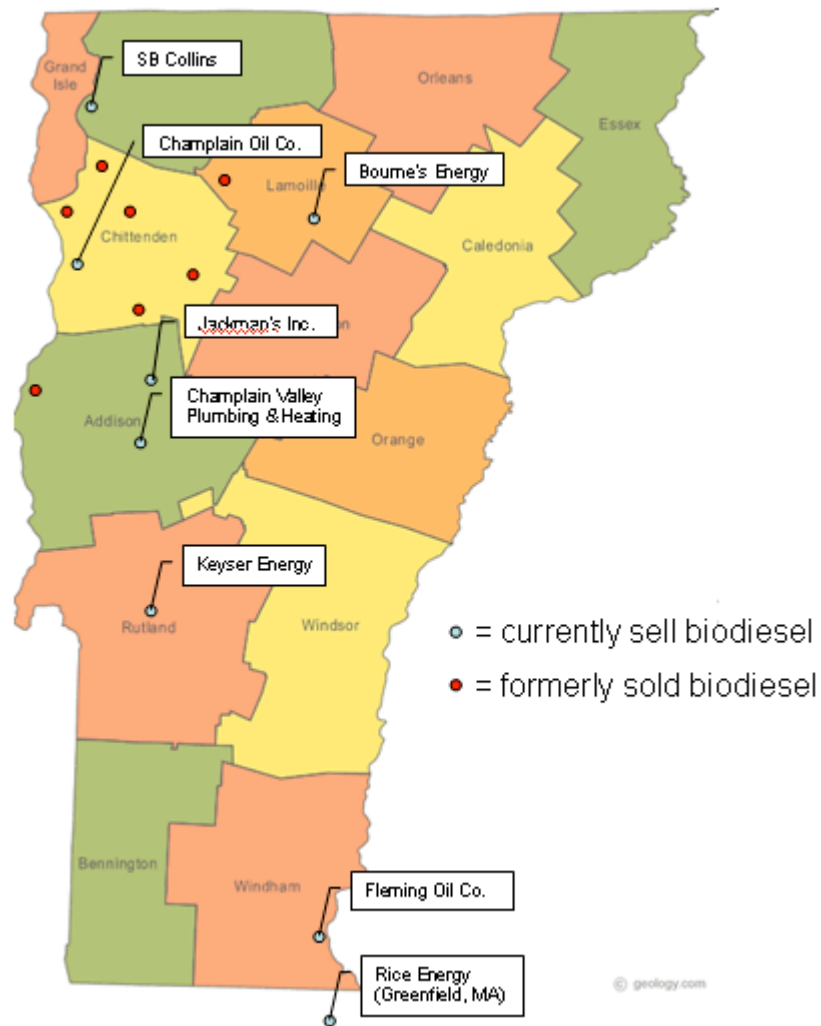 SB Collins
Grand
Isle
Orleans
Essex
Champlain Oil Co.
Bourne's Energy
Lamoille
Chittenden
Caledonia
Jackman's Inc.
on
Champlain Valley
Plumbing & Heating
Addison
Orange
Keyser Energy
Rutland
Windsor
= currently sell biodiesel
= formerly sold biodiesel
Bennington
Windham
Fleming Oil Co.
Rice Energy
(Greenfield, MA)
© geology.com